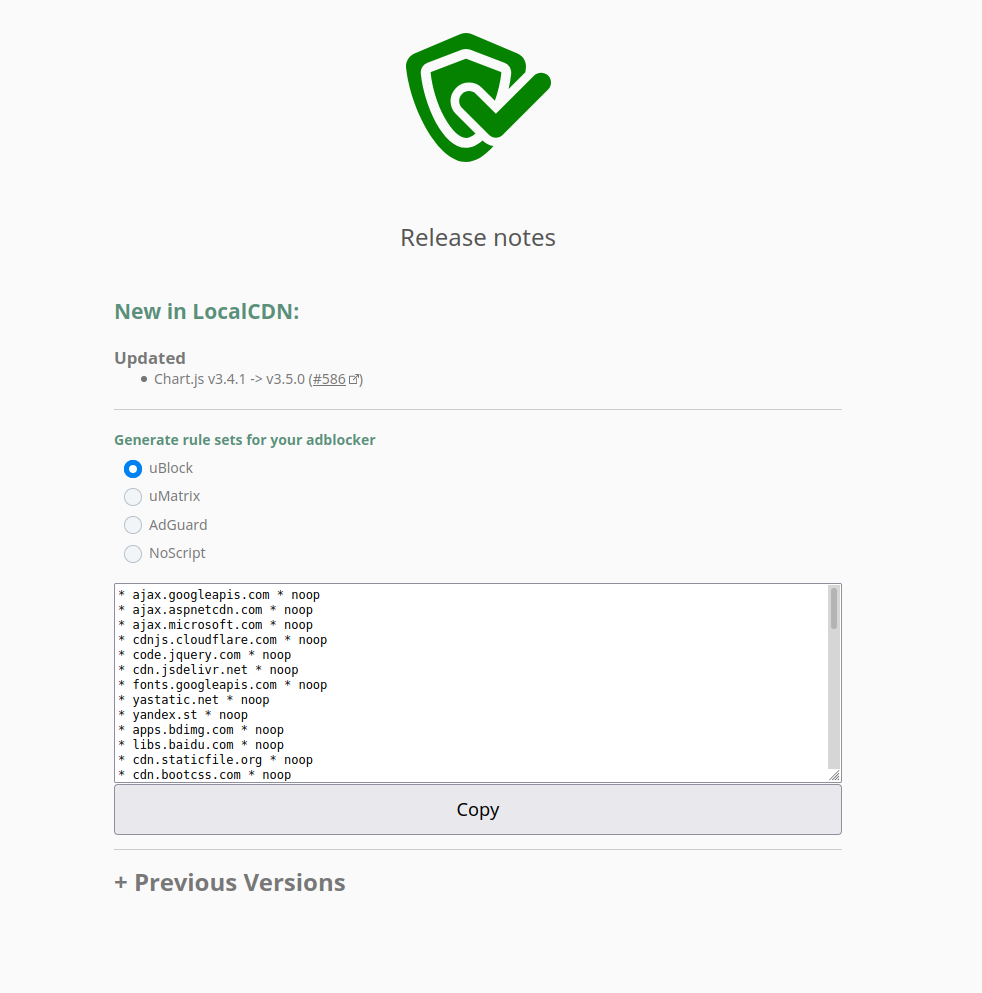 Release notes
New in LocalCDN:
Updated
• Chart.js v3.4.1 -> v3.5.0 (#586)
Generate rule sets for your adblocker
uBlock
uMatrix
AdGuard
NoScript
* ajax.googleapis.com * noop
* ajax.aspnetcdn.com * noop
* ajax.microsoft.com * noop
* cdnjs.cloudflare.com * noop
* code.jquery.com * noop
* cdn.jsdelivr.net * noop
* fonts.googleapis.com * noop
* yastatic.net * noop
* yandex.st * noop
* apps.bdimg.com * noop
* libs.baidu.com * noop
* cdn.staticfile.org * noop
* cdn.bootcss.com * noop
Copy
+ Previous Versions